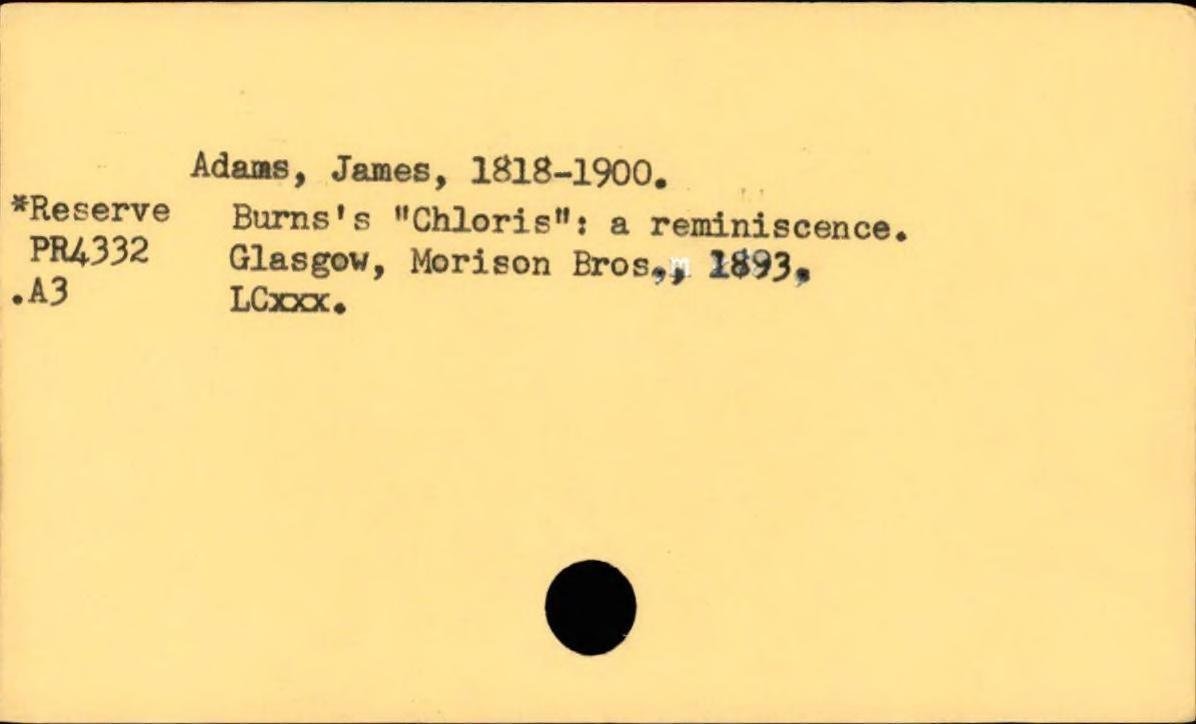 Adams, James, 1818-1900.
*Reserve Burns's "Chloris": a reminiscence.
PR4332 Glasgow, Morison Bros., 1893,
.A3 LCxxx.